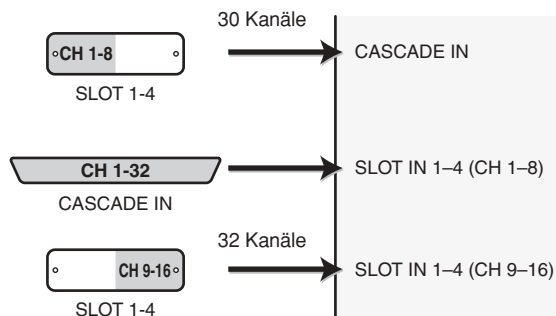 30 Kanäle
CH 1-8
CASCADE IN
SLOT 1-4
CH 1-32
SLOT IN 1–4 (CH 1–8)
CASCADE IN
32 Kanäle
CH 9-16
SLOT IN 1–4 (CH 9–16)
SLOT 1-4